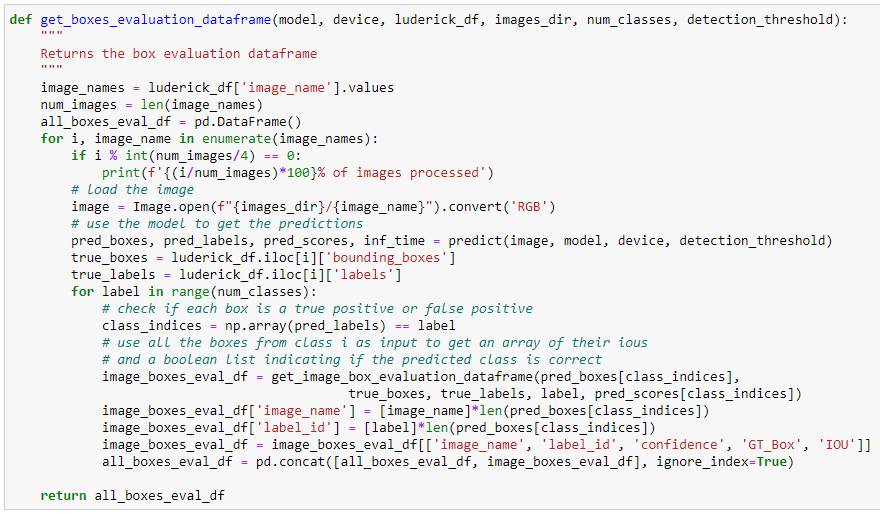 def get_boxes_evaluation_dataframe(model, device, luderick_df, images_dir, num_classes, detection_threshold):
    """
    Returns the box evaluation dataframe
    """
    image_names = luderick_df['image_name'].values
    num_images = len(image_names)
    all_boxes_eval_df = pd.DataFrame()
    for i, image_name in enumerate(image_names):
        if i % int(num_images/4) == 0:
            print(f'{(i/num_images)*100}% of images processed')
        # load the image
        image = Image.open(f"{images_dir}/{image_name}").convert('RGB')
        # use the model to get the predictions
        pred_boxes, pred_labels, pred_scores, inf_time = predict(image, model, device, detection_threshold)
        true_boxes = luderick_df.iloc[i]['bounding_boxes']
        true_labels = luderick_df.iloc[i]['labels']
        for label in range(num_classes):
            # check if each box is a true positive or false positive
            class_indices = np.array(pred_labels) == label
            # use all the boxes from class i as input to get an array of their ious
            # and a boolean list indicating if the predicted class is correct
            image_boxes_eval_df = get_image_box_evaluation_dataframe(pred_boxes[class_indices],
                                            true_boxes, true_labels, label, pred_scores[class_indices])
            image_boxes_eval_df['image_name'] = [image_name]*len(pred_boxes[class_indices])
            image_boxes_eval_df['label_id'] = [label]*len(pred_boxes[class_indices])
            image_boxes_eval_df = image_boxes_eval_df[['image_name', 'label_id', 'confidence', 'GT_Box', 'IOU']]
            all_boxes_eval_df = pd.concat([all_boxes_eval_df, image_boxes_eval_df], ignore_index=True)
    return all_boxes_eval_df